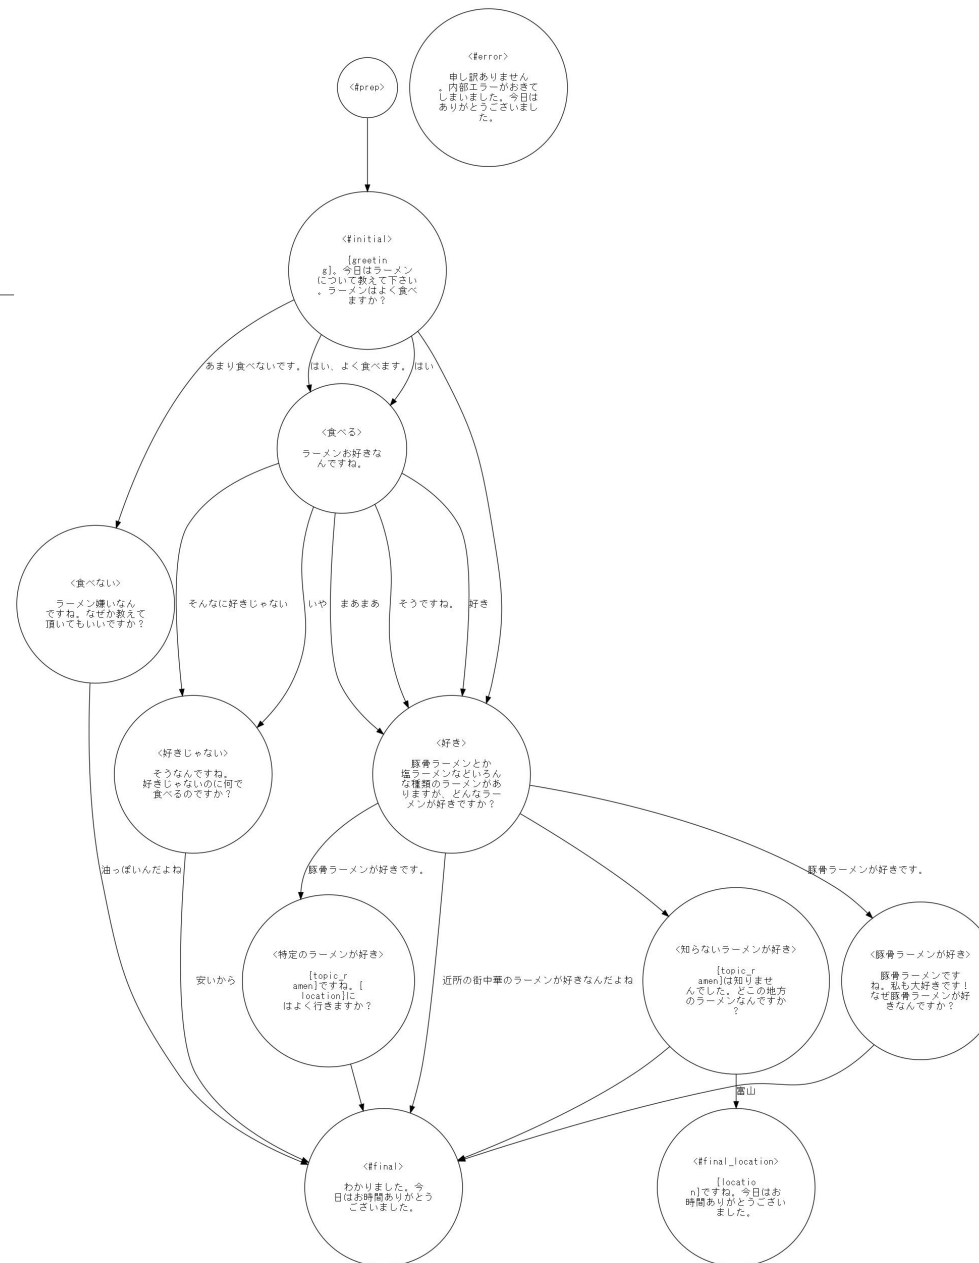 <#error>
申し訳ありません
。内部エラーがおきて
しまいました。今日は
ありがとうございまし
た。
<#prep>
<#initial>
{greetin
g}。今日はラーメン
について教えて下さい
。ラーメンはよく食べ
ますか?
あまり食べないです。
はい、よく食べます。
はい
<食べる>
ラーメンお好きな
んですね。
<食べない>
ラーメン嫌いなん
ですね。なぜか教えて
頂いてもいいですか?
そんなに好きじゃない
いや
まあまあ
そうですね。
好き
<好きじゃない>
そうなんですね。
好きじゃないのに何で
食べるのですか?
<好き>
豚骨ラーメンとか
塩ラーメンなどいろん
な種類のラーメンがあ
りますが、どんなラー
メンが好きですか?
油っぽいんだよね
豚骨ラーメンが好きです。
豚骨ラーメンが好きです。
<特定のラーメンが好き>
{topic_r
amen}ですね。{
location}に
はよく行きますか?
<知らないラーメンが好き>
{topic_r
amen}は知りませ
んでした。どこの地方
のラーメンなんですか
?
<豚骨ラーメンが好き>
豚骨ラーメンです
ね。私も大好きです!
なぜ豚骨ラーメンが好
きなんですか?
安いから
近所の街中華のラーメンが好きなんだよね
富山
<#final>
わかりました。今
日はお時間ありがとう
ございました。
<#final_location>
{locatio
n}ですね。今日はお
時間ありがとうござい
ました。